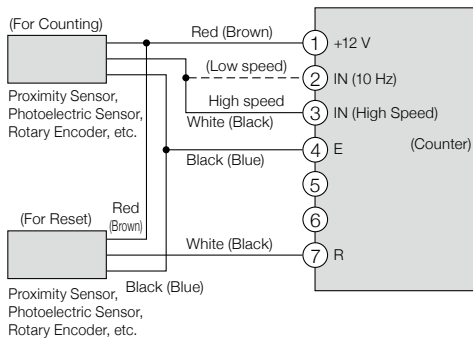 (For Counting)
Proximity Sensor,
Photoelectric Sensor,
Rotary Encoder, etc.
Red (Brown)
(Low speed)
High speed
White (Black)
Black (Blue)
1 +12 V
2 IN (10 Hz)
3 IN (High Speed)
4 E
(Counter)
5
6
7 R
(For Reset)
Red
(Brown)
White (Black)
Black (Blue)
Proximity Sensor,
Photoelectric Sensor,
Rotary Encoder, etc.